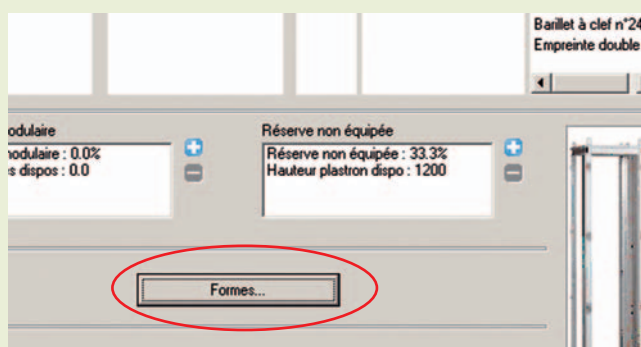 Barillet à clef n°24
Empreinte double
odulaire
nodulaire : 0.0%
s dispos : 0.0
Réserve non équipée
Réserve non équipée : 33.3%
Hauteur plastron dispo : 1200
Formes...